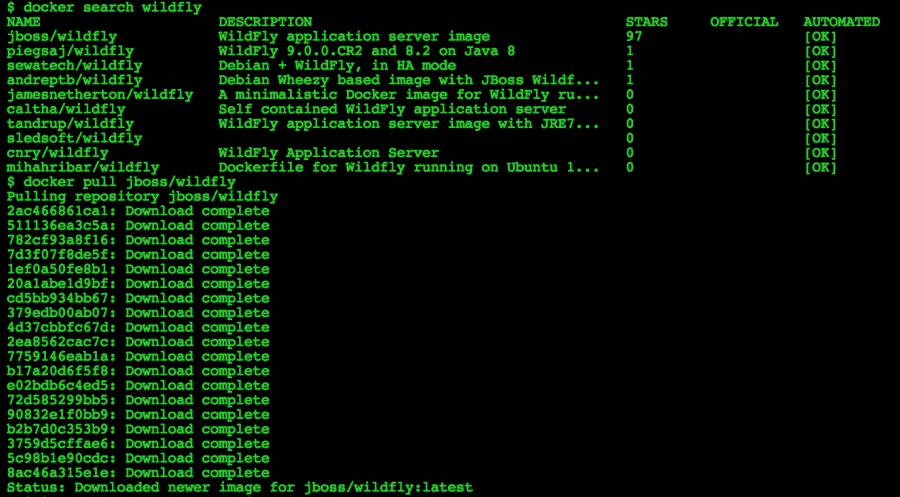 $ docker search wildfly
NAME DESCRIPTION STARS OFFICIAL AUTOMATED
jboss/wildfly WildFly application server image 97 [OK]
piegsaj/wildfly WildFly 9.0.0.CR2 and 8.2 on Java 8 1 [OK]
sewatech/wildfly Debian + WildFly, in HA mode 1 [OK]
andreptb/wildfly Debian Wheezy based image with JBoss Wildf... 1 [OK]
jamesnetherton/wildfly A minimalistic Docker image for WildFly ru... 0 [OK]
caltha/wildfly Self contained WildFly application server 0 [OK]
tandrup/wildfly WildFly application server image with JRE7... 0 [OK]
sledsoft/wildfly 0 [OK]
cnry/wildfly WildFly Application Server 0 [OK]
mihahribar/wildfly Dockerfile for Wildfly running on Ubuntu 1... 0 [OK]
$ docker pull jboss/wildfly
Pulling repository jboss/wildfly
2ac466861ca1: Download complete
511136ea3c5a: Download complete
782cf93a8f16: Download complete
7d3f07f8de5f: Download complete
1ef0a50fe8b1: Download complete
20a1abe1d9bf: Download complete
cd5bb934bb67: Download complete
379edb00ab07: Download complete
4d37cbbfc67d: Download complete
2ea8562cac7c: Download complete
7759146eab1a: Download complete
b17a20d6f5f8: Download complete
e02bdb6c4ed5: Download complete
72d585299bb5: Download complete
90832e1f0bb9: Download complete
b2b7d0c353b9: Download complete
3759d5cffae6: Download complete
5c98b1e90cdc: Download complete
8ac46a315e1e: Download complete
Status: Downloaded newer image for jboss/wildfly:latest